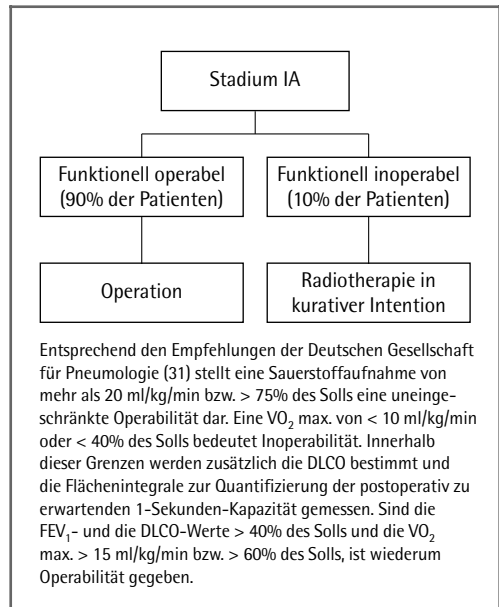 Stadium IA
Funktionell operabel
(90% der Patienten)
Funktionell inoperabel
(10% der Patienten)
Operation
Radiotherapie in
kurativer Intention
Entsprechend den Empfehlungen der Deutschen Gesellschaft
für Pneumologie (31) stellt eine Sauerstoffaufnahme von
mehr als 20 ml/kg/min bzw. > 75% des Solls eine uneinge-
schränkte Operabilität dar. Eine VO₂ max. von < 10 ml/kg/min
oder < 40% des Solls bedeutet Inoperabilität. Innerhalb
dieser Grenzen werden zusätzlich die DLCO bestimmt und
die Flächenintegrale zur Quantifizierung der postoperativ zu
erwartenden 1-Sekunden-Kapazität gemessen. Sind die
FEV₁- und die DLCO-Werte > 40% des Solls und die VO₂
max. > 15 ml/kg/min bzw. > 60% des Solls, ist wiederum
Operabilität gegeben.